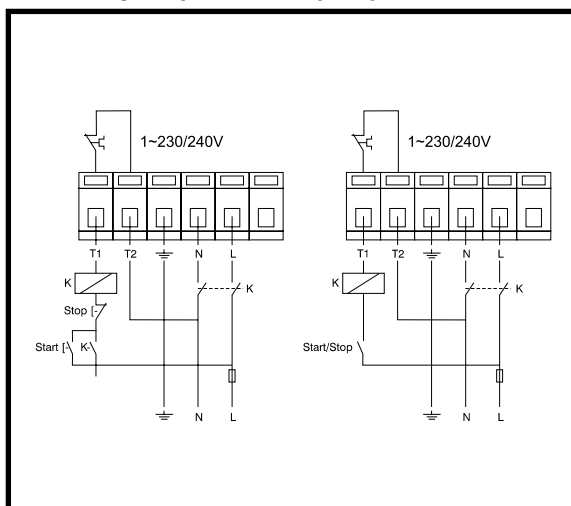 1~230/240V
T1 T2 N L
K
K
Stop
Start K
N L
1~230/240V
T1 T2 N L
K
K
Start/Stop
N L